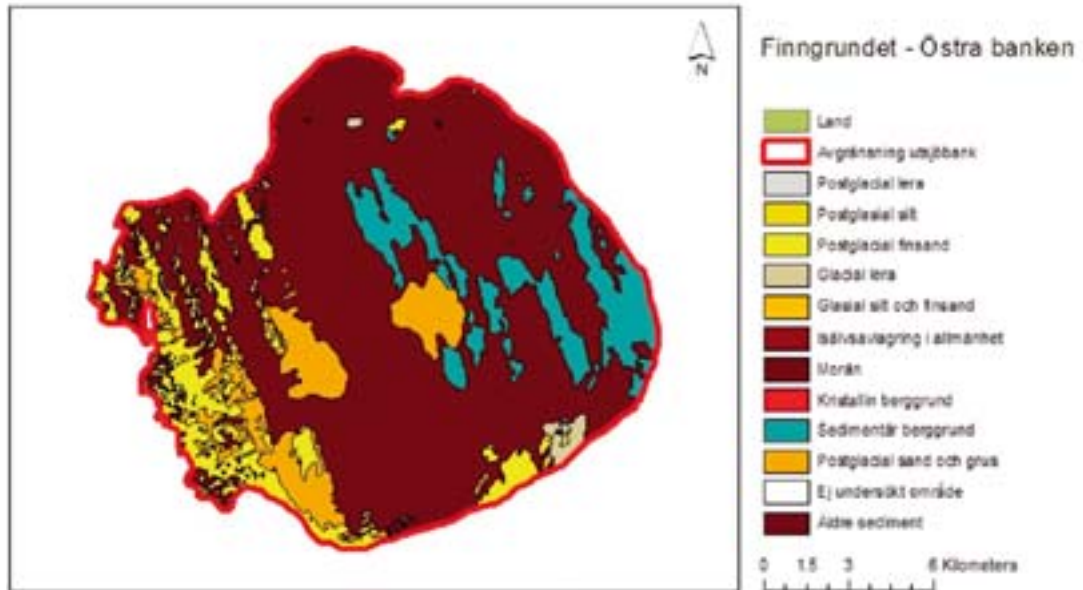 N
Finngrundet - Östra banken
Land
Avgränsning utsjöbank
Postglacial lera
Postglasial silt
Postglacial finsand
Glacial lera
Glasial silt och finsand
Isälvsavlagring i allmänhet
Morän
Kristallin berggrund
Sedimentär berggrund
Postglacial sand och grus
Ej undersökt område
Äldre sediment
0 1.5 3 6 Kilometers